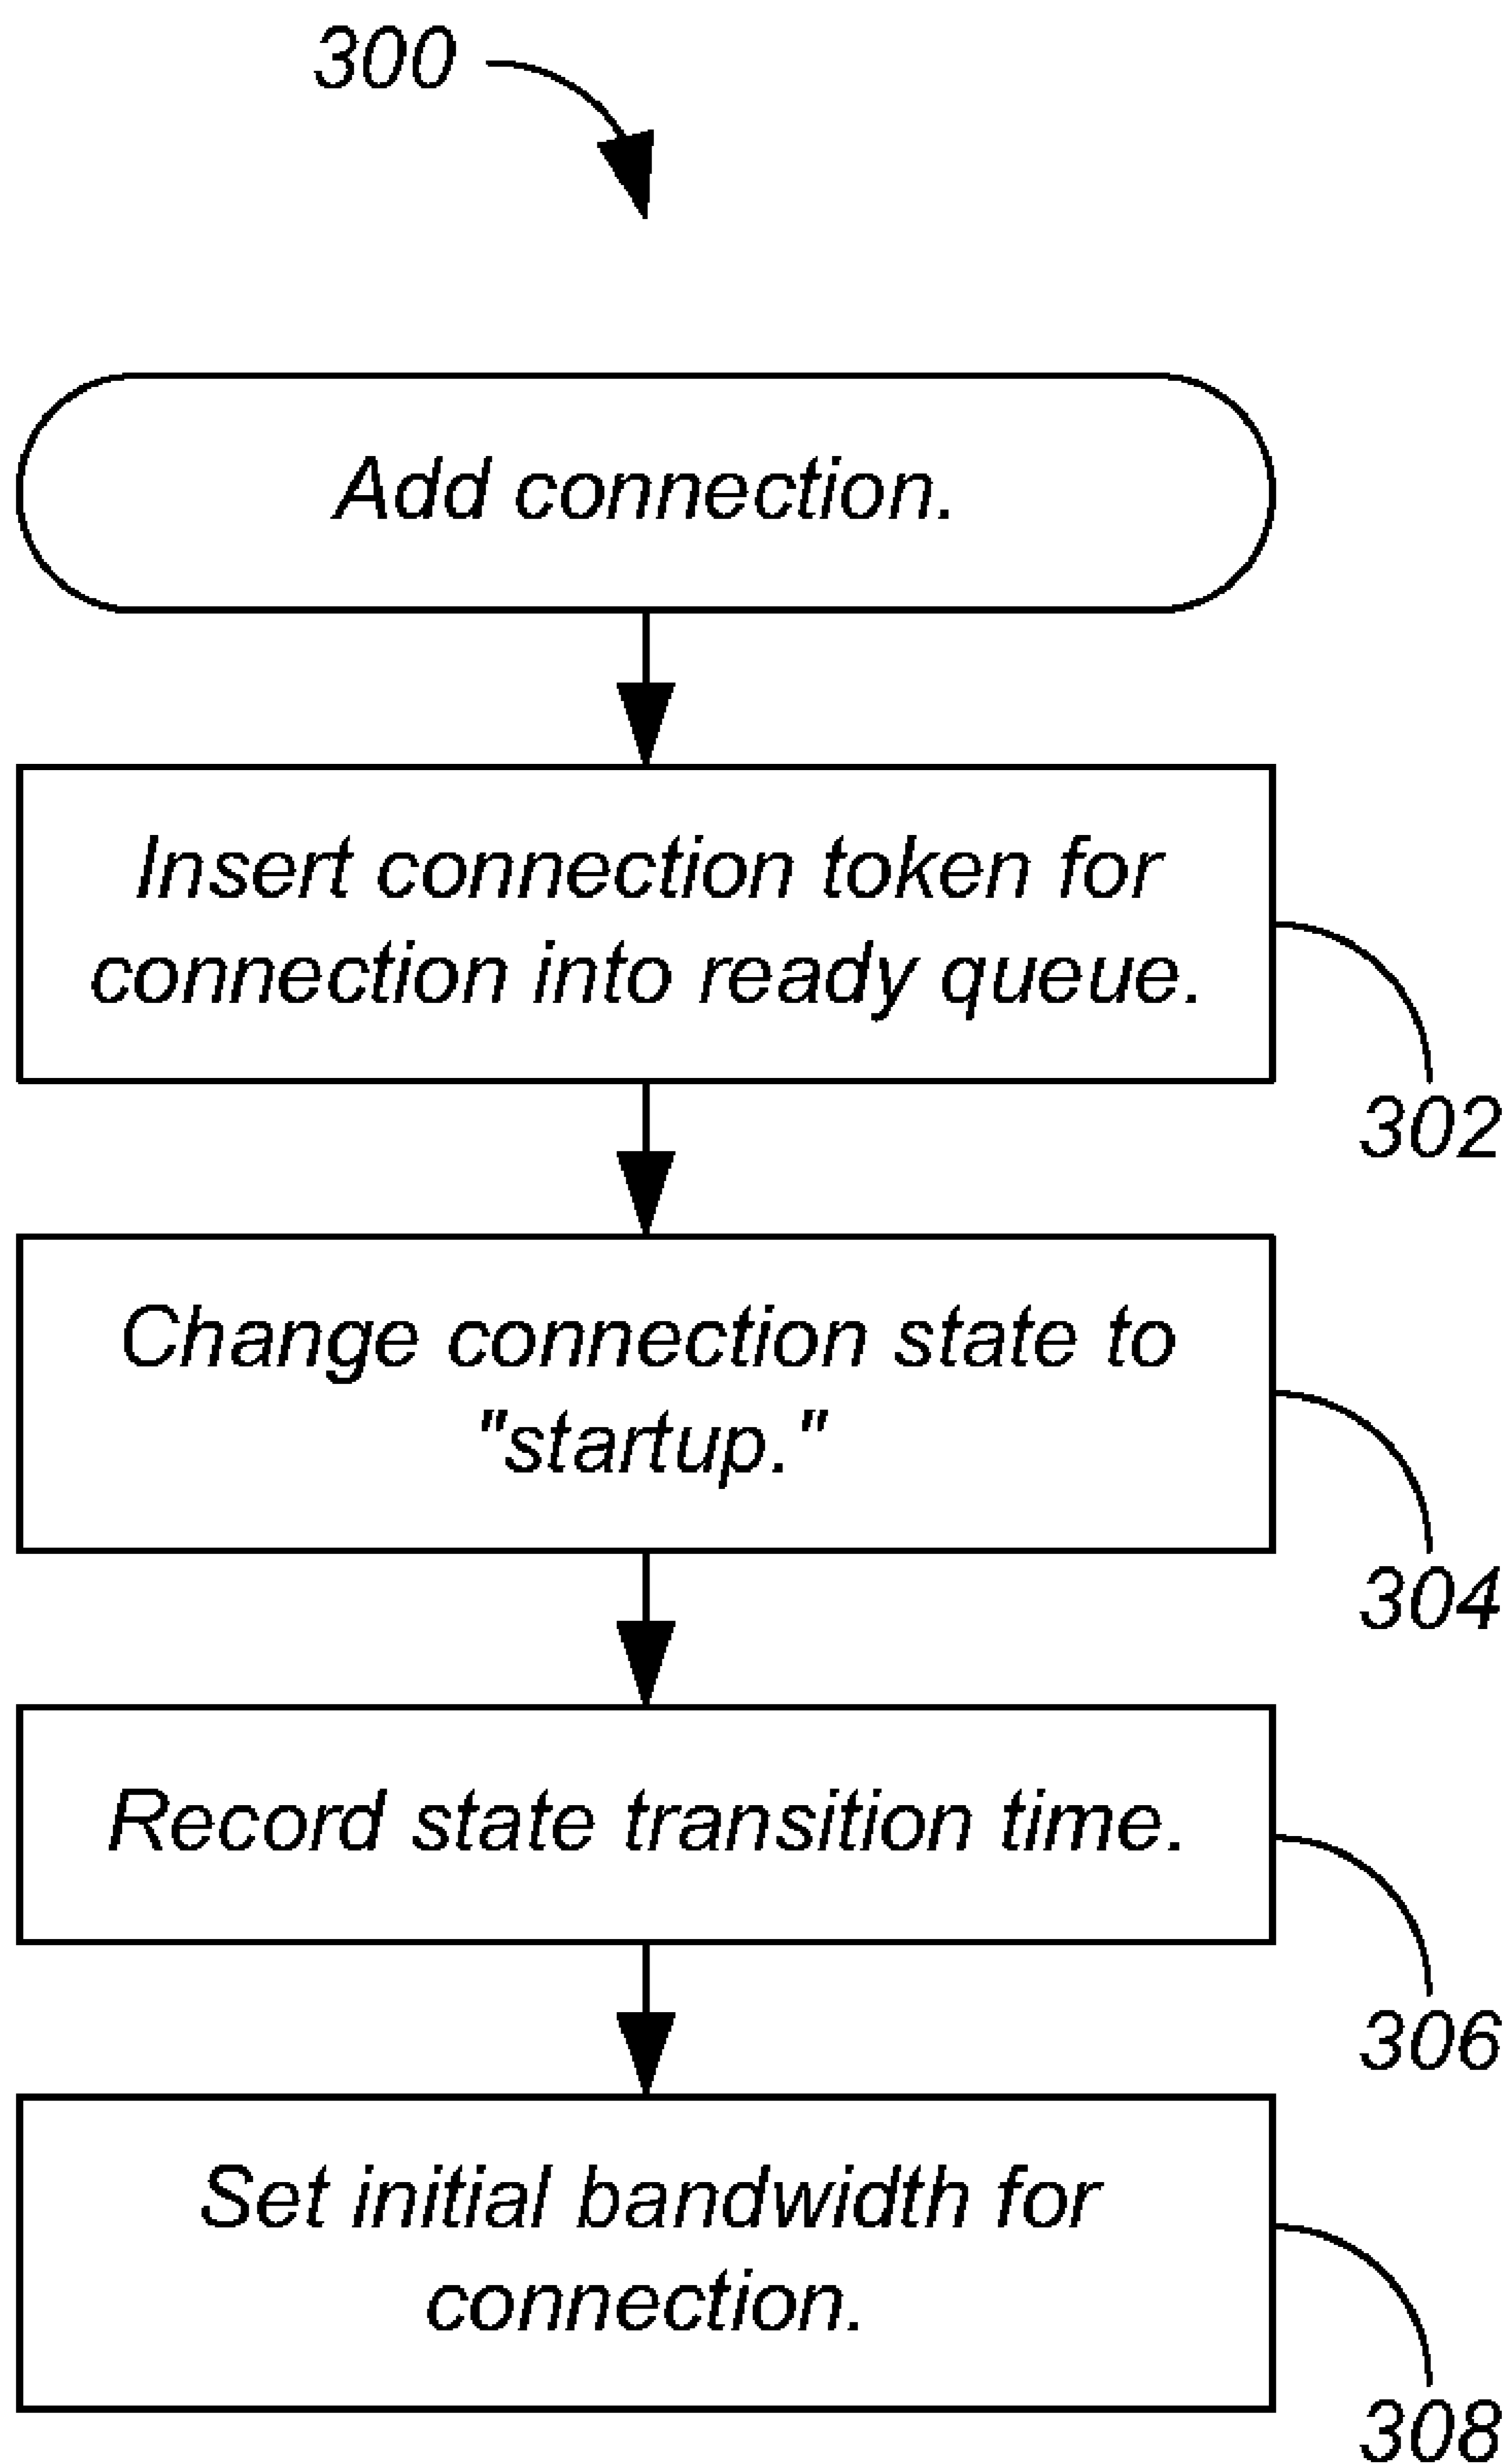 300
Add connection.
Insert connection token for
connection into ready queue.
302
Change connection state to
"startup."
304
Record state transition time.
306
Set initial bandwidth for
connection.
308